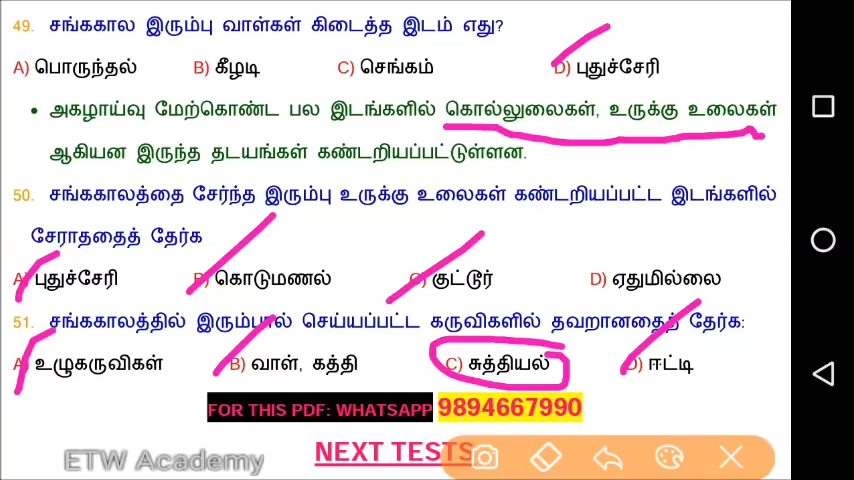 49. சங்ககால இரும்பு வாள்கள் கிடைத்த இடம் எது?
A) பொருந்தல் B) கீழடி C) செங்கம் D) புதுச்சேரி
• அகழாய்வு மேற்கொண்ட பல இடங்களில் கொல்லுலைகள், உருக்கு உலைகள்
ஆகியன இருந்த தடயங்கள் கண்டறியப்பட்டுள்ளன.
50. சங்ககாலத்தை சேர்ந்த இரும்பு உருக்கு உலைகள் கண்டறியப்பட்ட இடங்களில்
சேராததைத் தேர்க
A) புதுச்சேரி B) கொடுமணல் C) குட்டூர் D) ஏதுமில்லை
51. சங்ககாலத்தில் இரும்பால் செய்யப்பட்ட கருவிகளில் தவறானதைத் தேர்க:
A) உழுகருவிகள் B) வாள், கத்தி C) சுத்தியல் D) ஈட்டி
FOR THIS PDF: WHATSAPP 9894667990
NEXT TESTS
ETW Academy